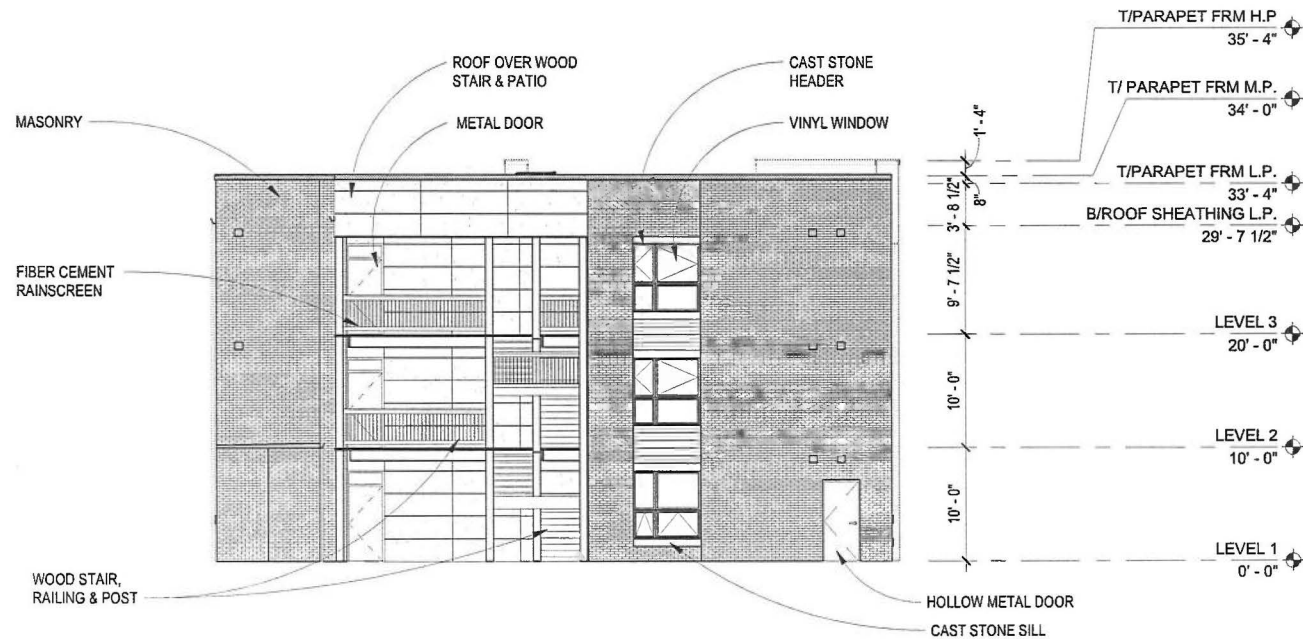 T/PARAPET FRM H.P
35' - 4"
ROOF OVER WOOD
STAIR & PATIO
CAST STONE
HEADER
T/ PARAPET FRM M.P.
34' - 0"
MASONRY
METAL DOOR
VINYL WINDOW
1' - 4"
T/PARAPET FRM L.P.
33' - 4"
8"
3' - 8 1/2"
B/ROOF SHEATHING L.P.
29' - 7 1/2"
FIBER CEMENT
RAINSCREEN
9' - 7 1/2"
LEVEL 3
20' - 0"
10' - 0"
LEVEL 2
10' - 0"
10' - 0"
LEVEL 1
0' - 0"
WOOD STAIR,
RAILING & POST
HOLLOW METAL DOOR
CAST STONE SILL